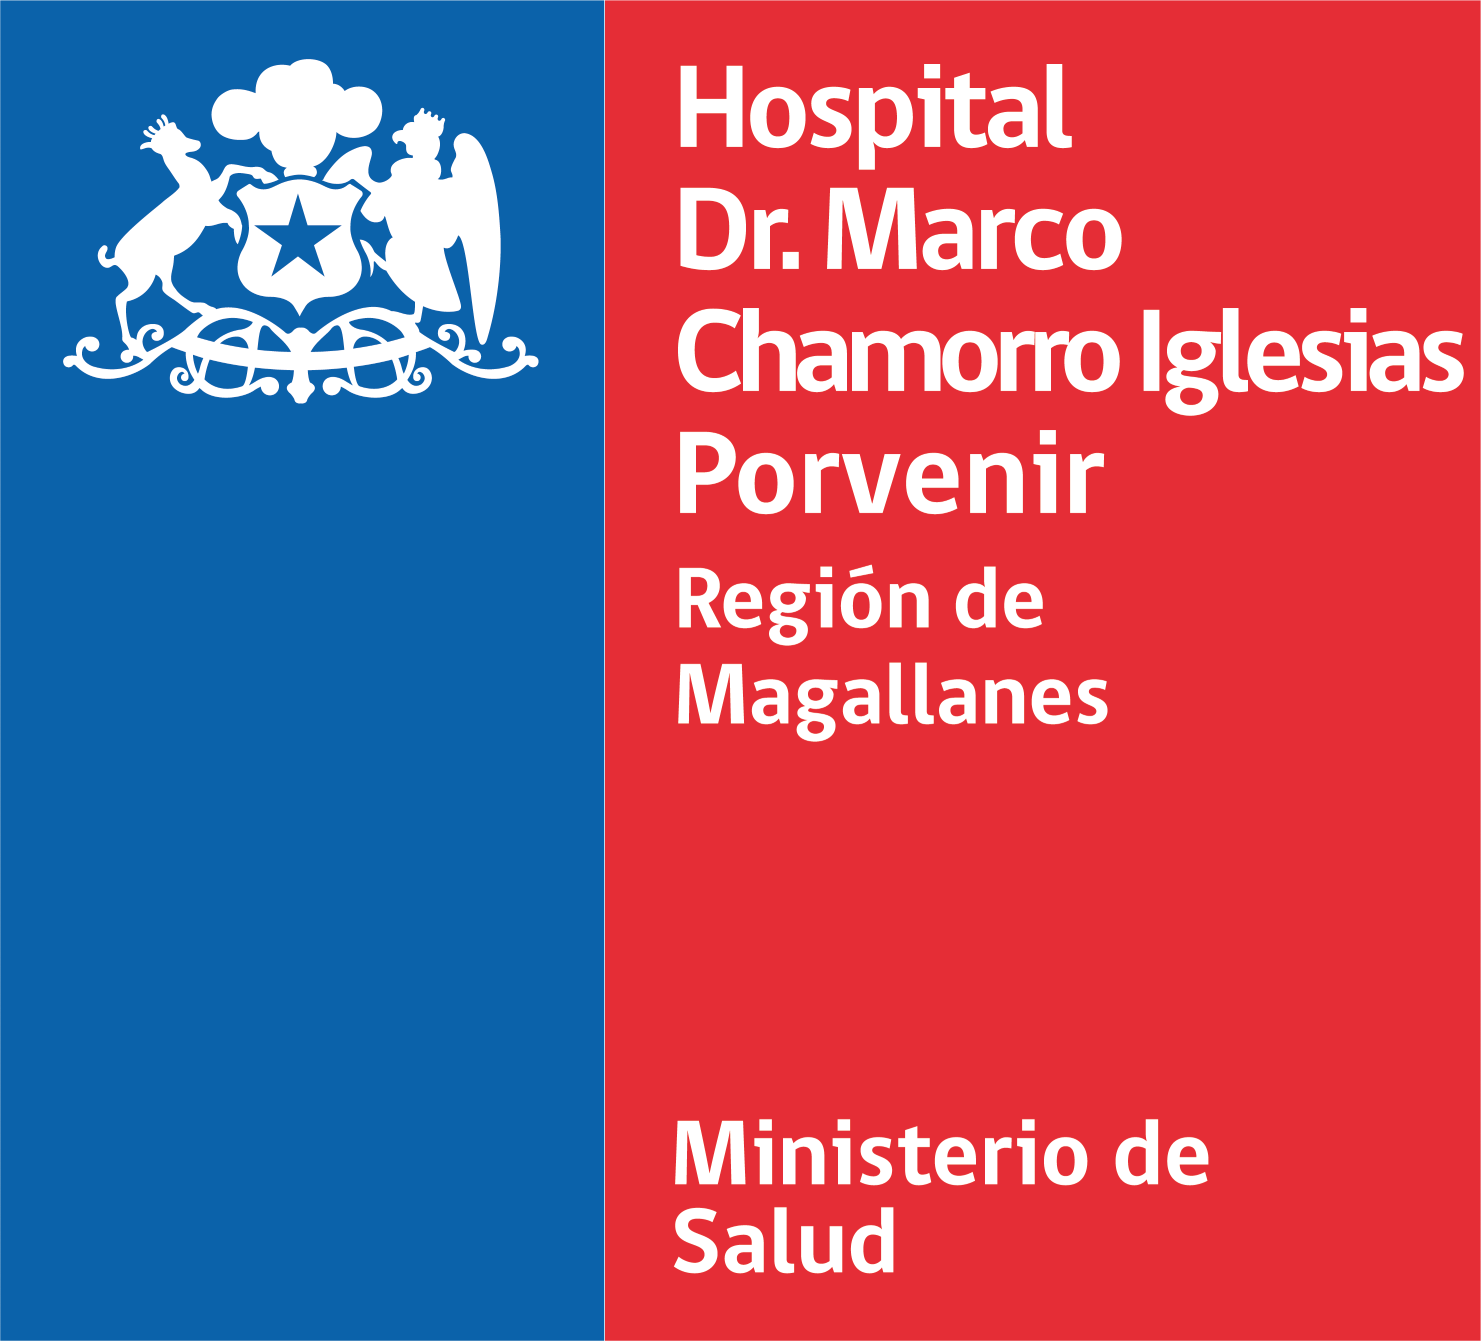 Hospital
Dr. Marco
Chamorro Iglesias
Porvenir
Región de
Magallanes
Ministerio de
Salud